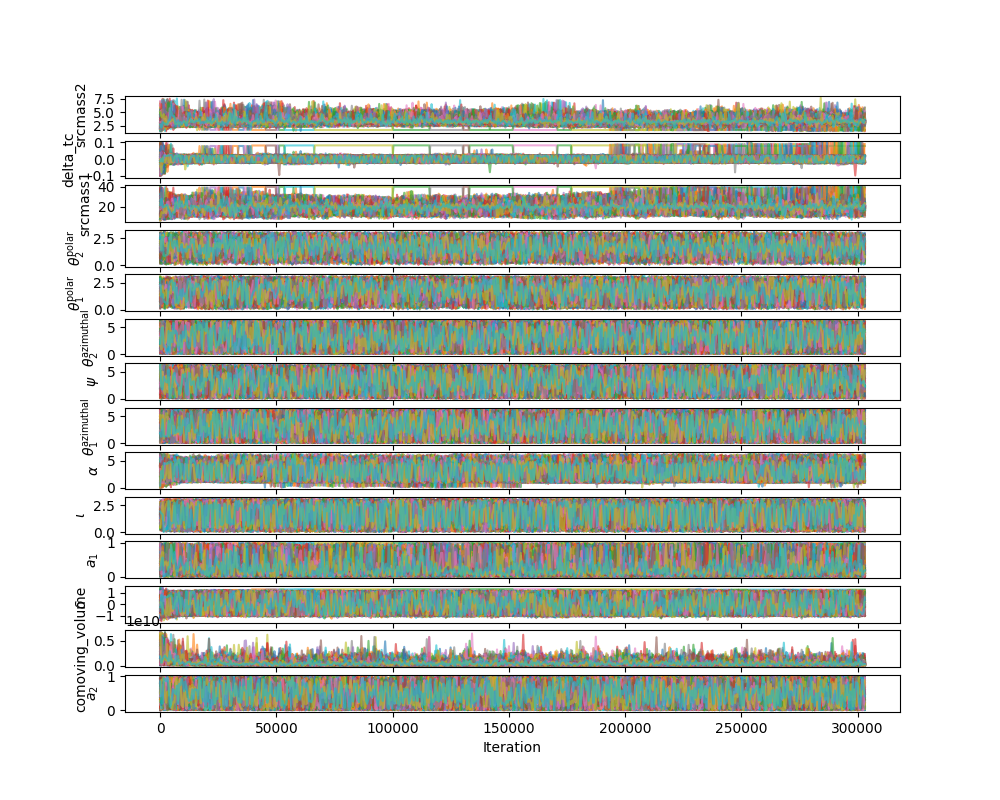 srcmass2
7.5
5.0
2.5
delta_tc
0.1
0.0
−0.1
srcmass1
40
20
θ₂^polar
2.5
0.0
θ₁^polar
2.5
0.0
θ₂^azimuthal
5
0
ψ
5
0
θ₁^azimuthal
5
0
α
5
0
ι
2.5
0.0
a₁
1
0
1
0
−1
comoving_volume
1e10
0.5
0.0
a₂
1
0
0
50000
100000
150000
200000
250000
300000
Iteration